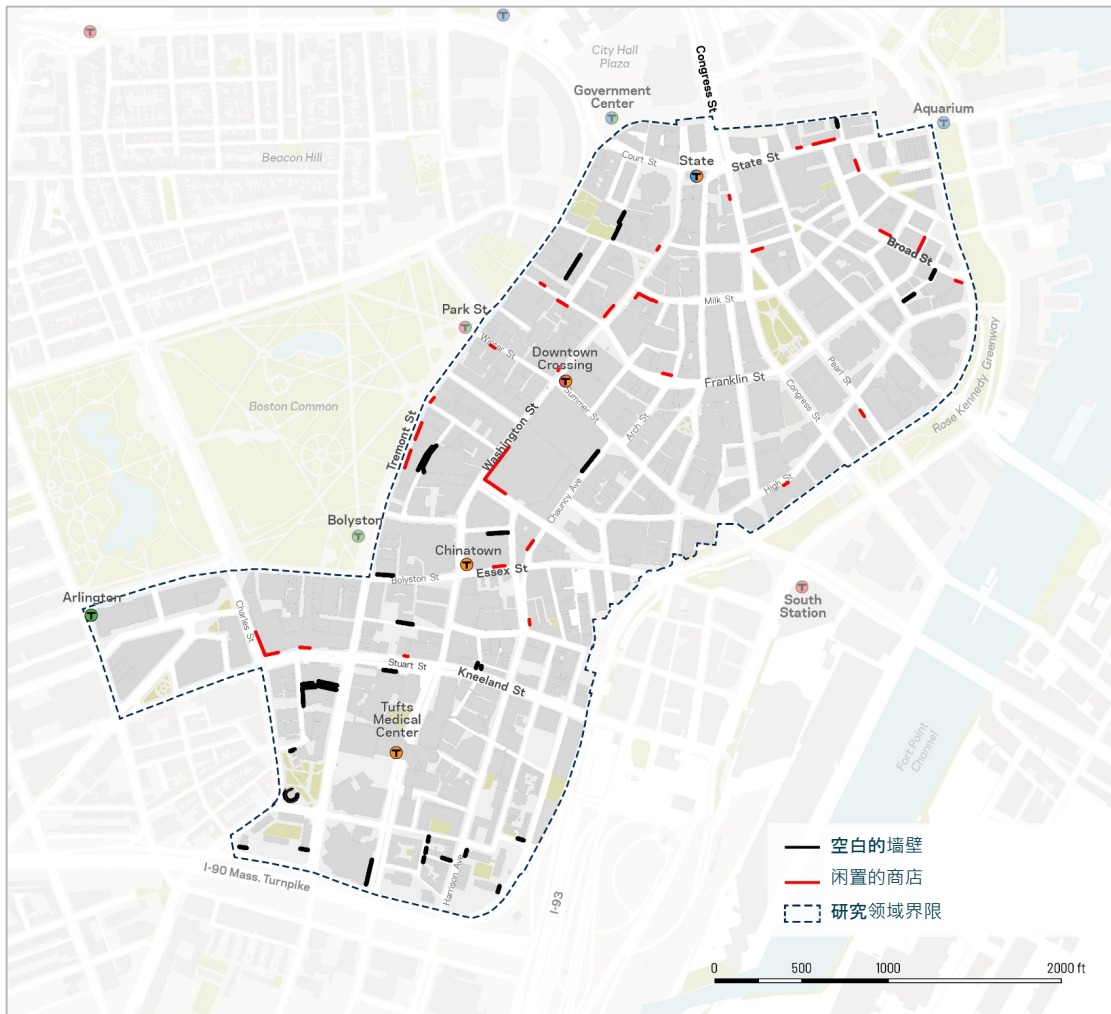 City Hall
Plaza
Congress St
Government
Center
Aquarium
Beacon Hill
Court St
State
State St
Broad St
Milk St
Park St
Winter St
Downtown
Crossing
Franklin St
Pearl St
Congress St
Rose Kennedy Greenway
Boston Common
Tremont St
Washington St
Summer St
Arch St
Chauncy Ave
High St
Bolyston
Chinatown
Bolyston St
Essex St
Arlington
Charles St
South
Station
Stuart St
Kneeland St
Tufts
Medical
Center
Fort Point
Channel
Harrison Ave
I-90 Mass. Turnpike
I-93
空白的墙壁
闲置的商店
研究领域界限
0 500 1000 2000 ft
T
T
T
T
T
T
T
T
T
T
T
T